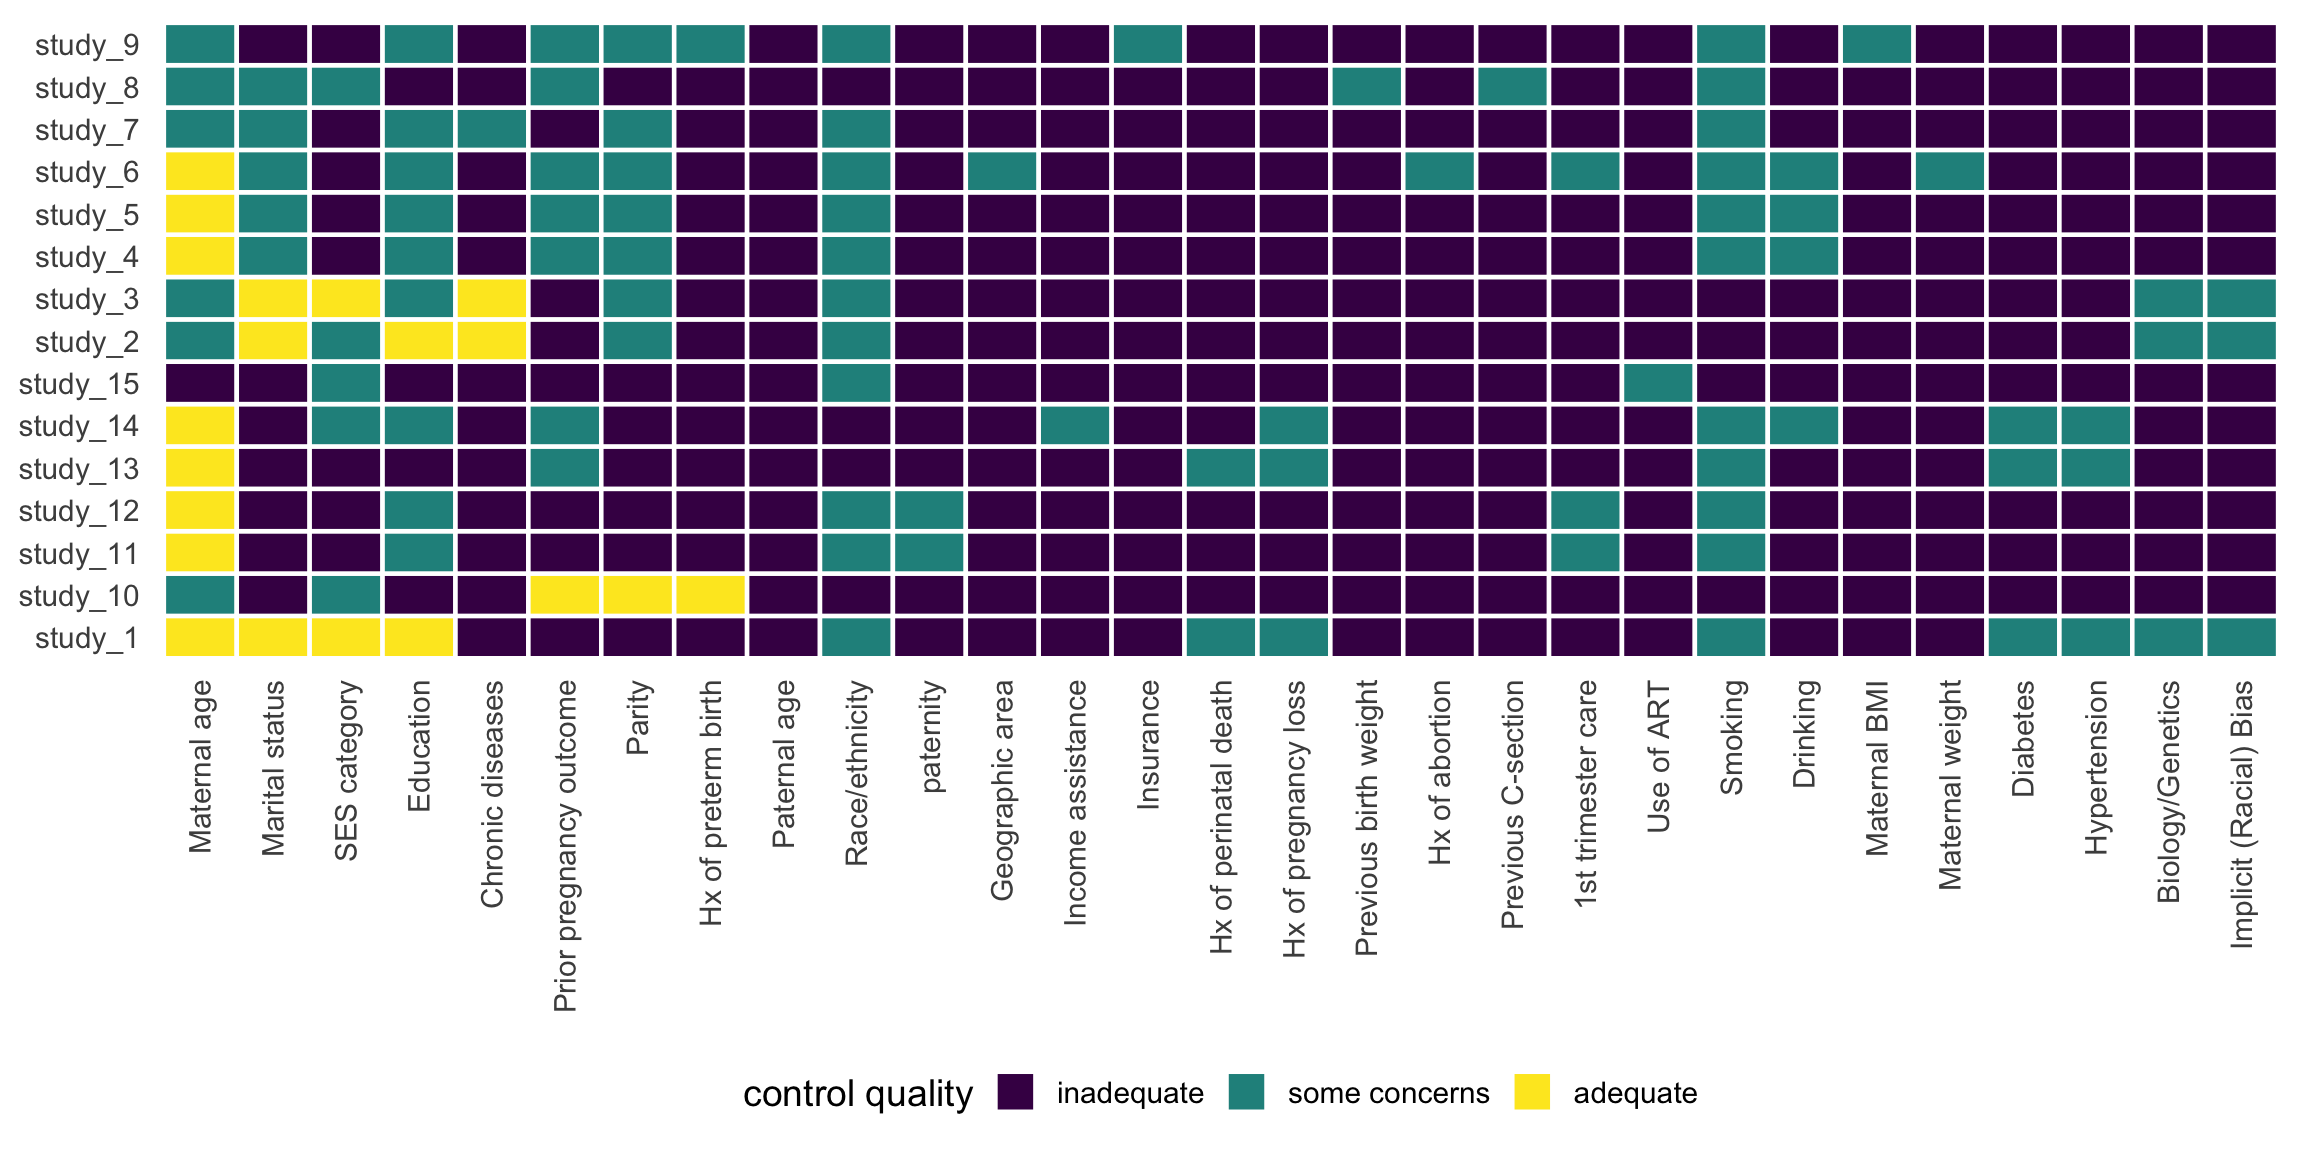 study_9
study_8
study_7
study_6
study_5
study_4
study_3
study_2
study_15
study_14
study_13
study_12
study_11
study_10
study_1
Maternal age
Marital status
SES category
Education
Chronic diseases
Prior pregnancy outcome
Parity
Hx of preterm birth
Paternal age
Race/ethnicity
paternity
Geographic area
Income assistance
Insurance
Hx of perinatal death
Hx of pregnancy loss
Previous birth weight
Hx of abortion
Previous C-section
1st trimester care
Use of ART
Smoking
Drinking
Maternal BMI
Maternal weight
Diabetes
Hypertension
Biology/Genetics
Implicit (Racial) Bias
control quality inadequate some concerns adequate